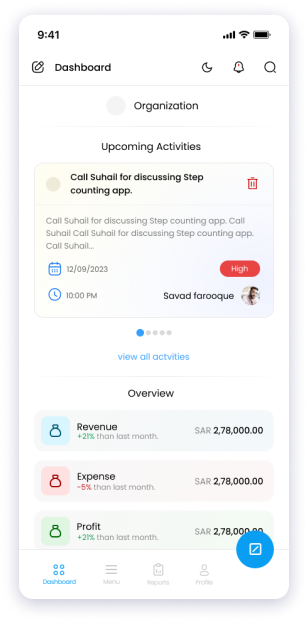 9:41
Dashboard
Organization
Upcoming Activities
Call Suhail for discussing Step
counting app.
Call Suhail for discussing Step counting app. Call
Suhail Call Suhail for discussing Step counting app.
Call Suhail...
12/09/2023
High
10:00 PM
Savad farooque
view all actvities
Overview
Revenue
+21% than last month.
SAR 2,78,000.00
Expense
-5% than last month.
SAR 2,78,000.00
Profit
+21% than last month.
SAR 2,78,000.00
Dashboard
Menu
Reports
Profile